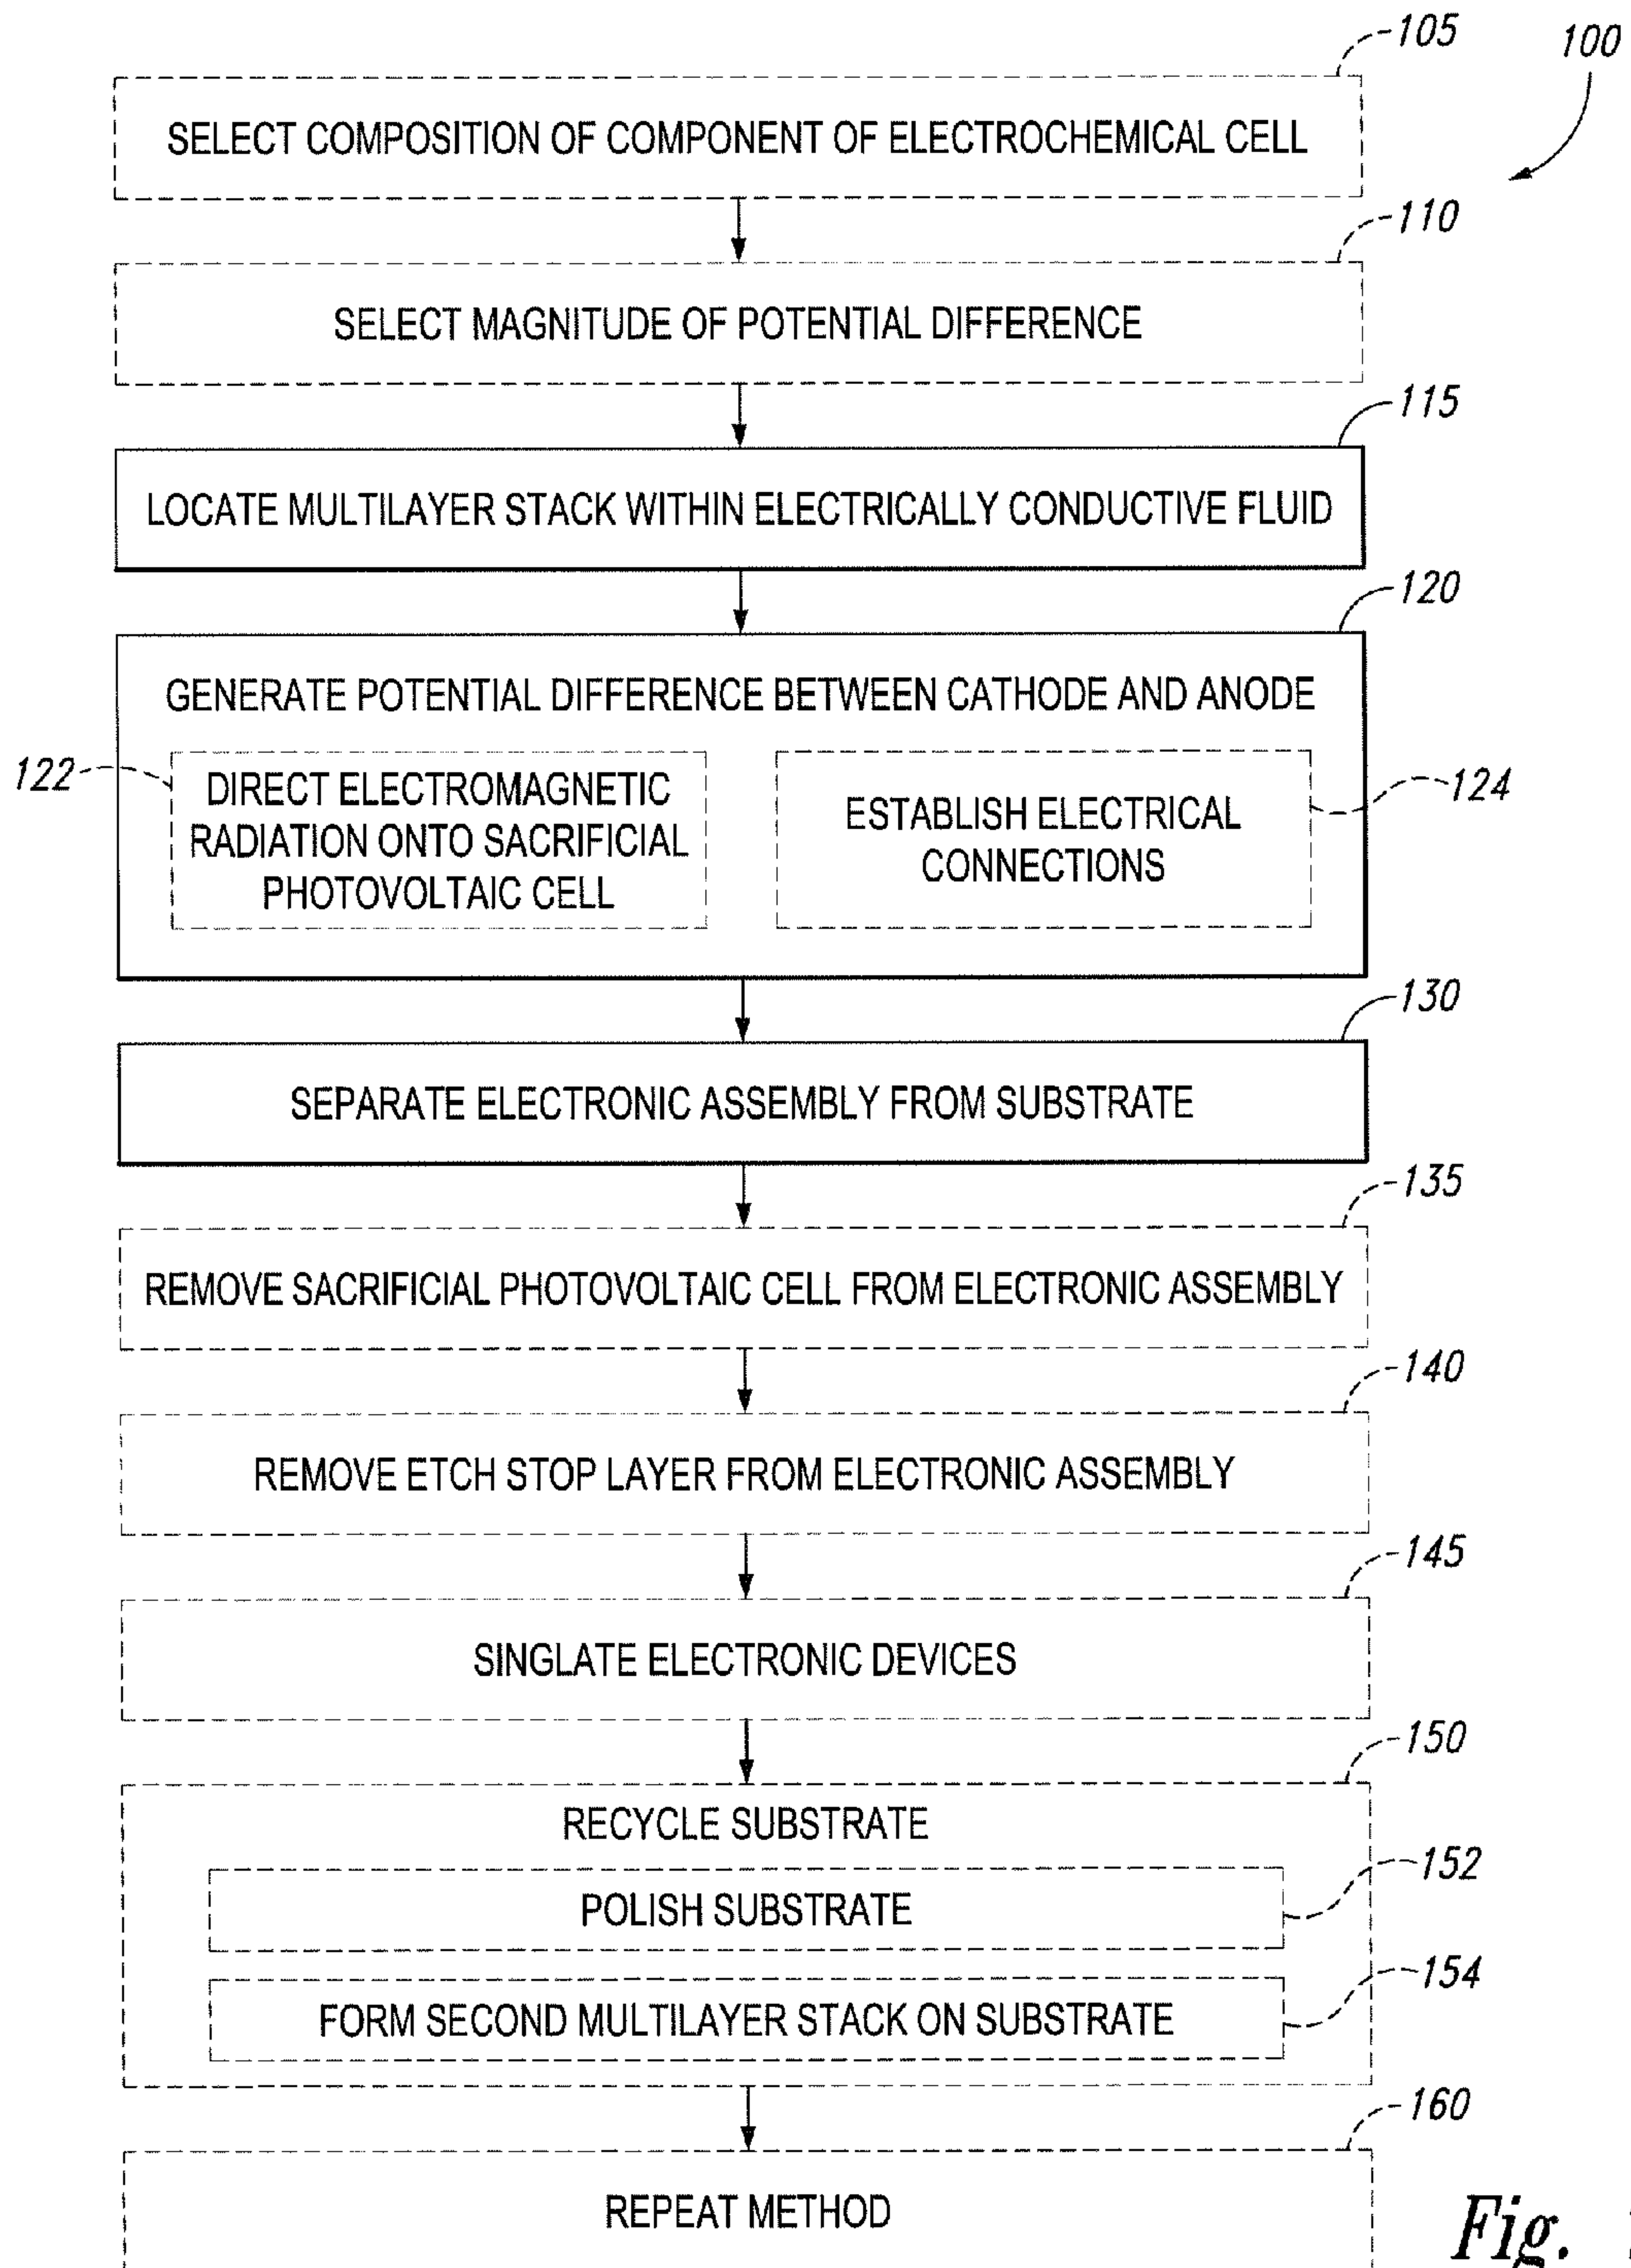 105
100
SELECT COMPOSITION OF COMPONENT OF ELECTROCHEMICAL CELL
110
SELECT MAGNITUDE OF POTENTIAL DIFFERENCE
115
LOCATE MULTILAYER STACK WITHIN ELECTRICALLY CONDUCTIVE FLUID
120
GENERATE POTENTIAL DIFFERENCE BETWEEN CATHODE AND ANODE
122
DIRECT ELECTROMAGNETIC
RADIATION ONTO SACRIFICIAL
PHOTOVOLTAIC CELL
ESTABLISH ELECTRICAL
CONNECTIONS
124
130
SEPARATE ELECTRONIC ASSEMBLY FROM SUBSTRATE
135
REMOVE SACRIFICIAL PHOTOVOLTAIC CELL FROM ELECTRONIC ASSEMBLY
140
REMOVE ETCH STOP LAYER FROM ELECTRONIC ASSEMBLY
145
SINGLATE ELECTRONIC DEVICES
150
RECYCLE SUBSTRATE
152
POLISH SUBSTRATE
154
FORM SECOND MULTILAYER STACK ON SUBSTRATE
160
REPEAT METHOD
Fig.